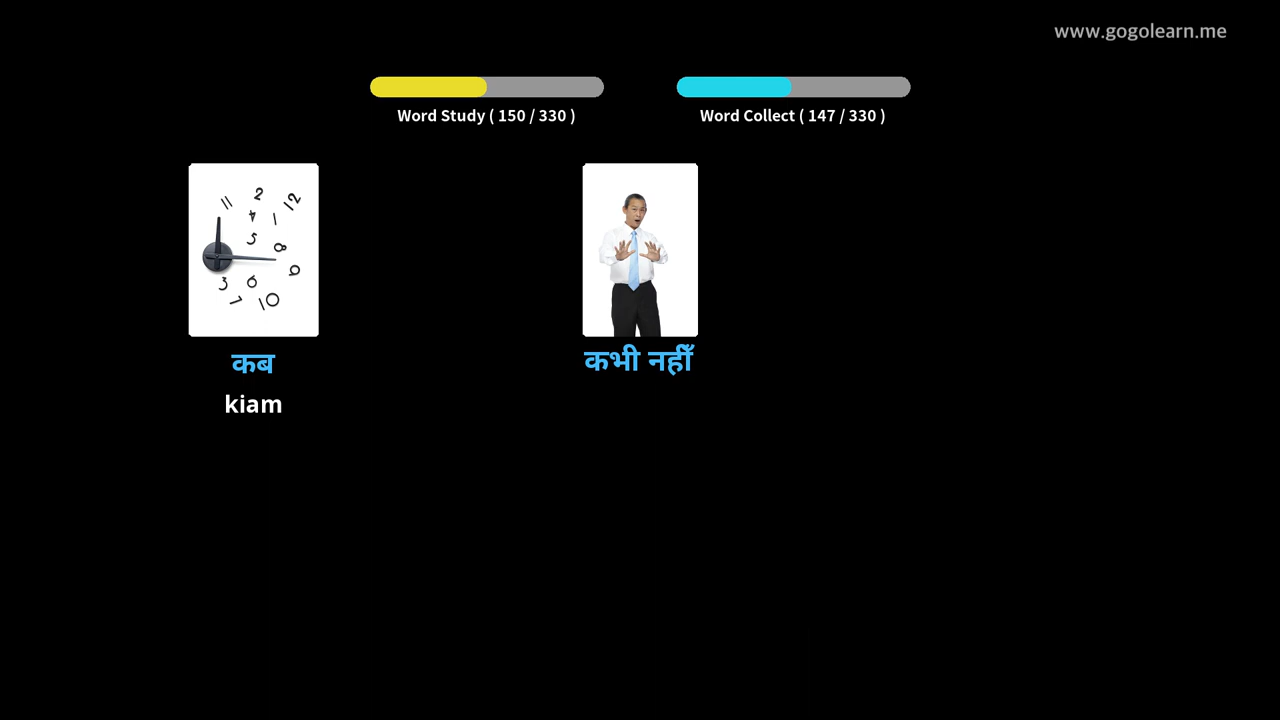 www.gogolearn.me
Word Study ( 150 / 330 )
Word Collect ( 147 / 330 )
कब
kiam
कभी नहीँ